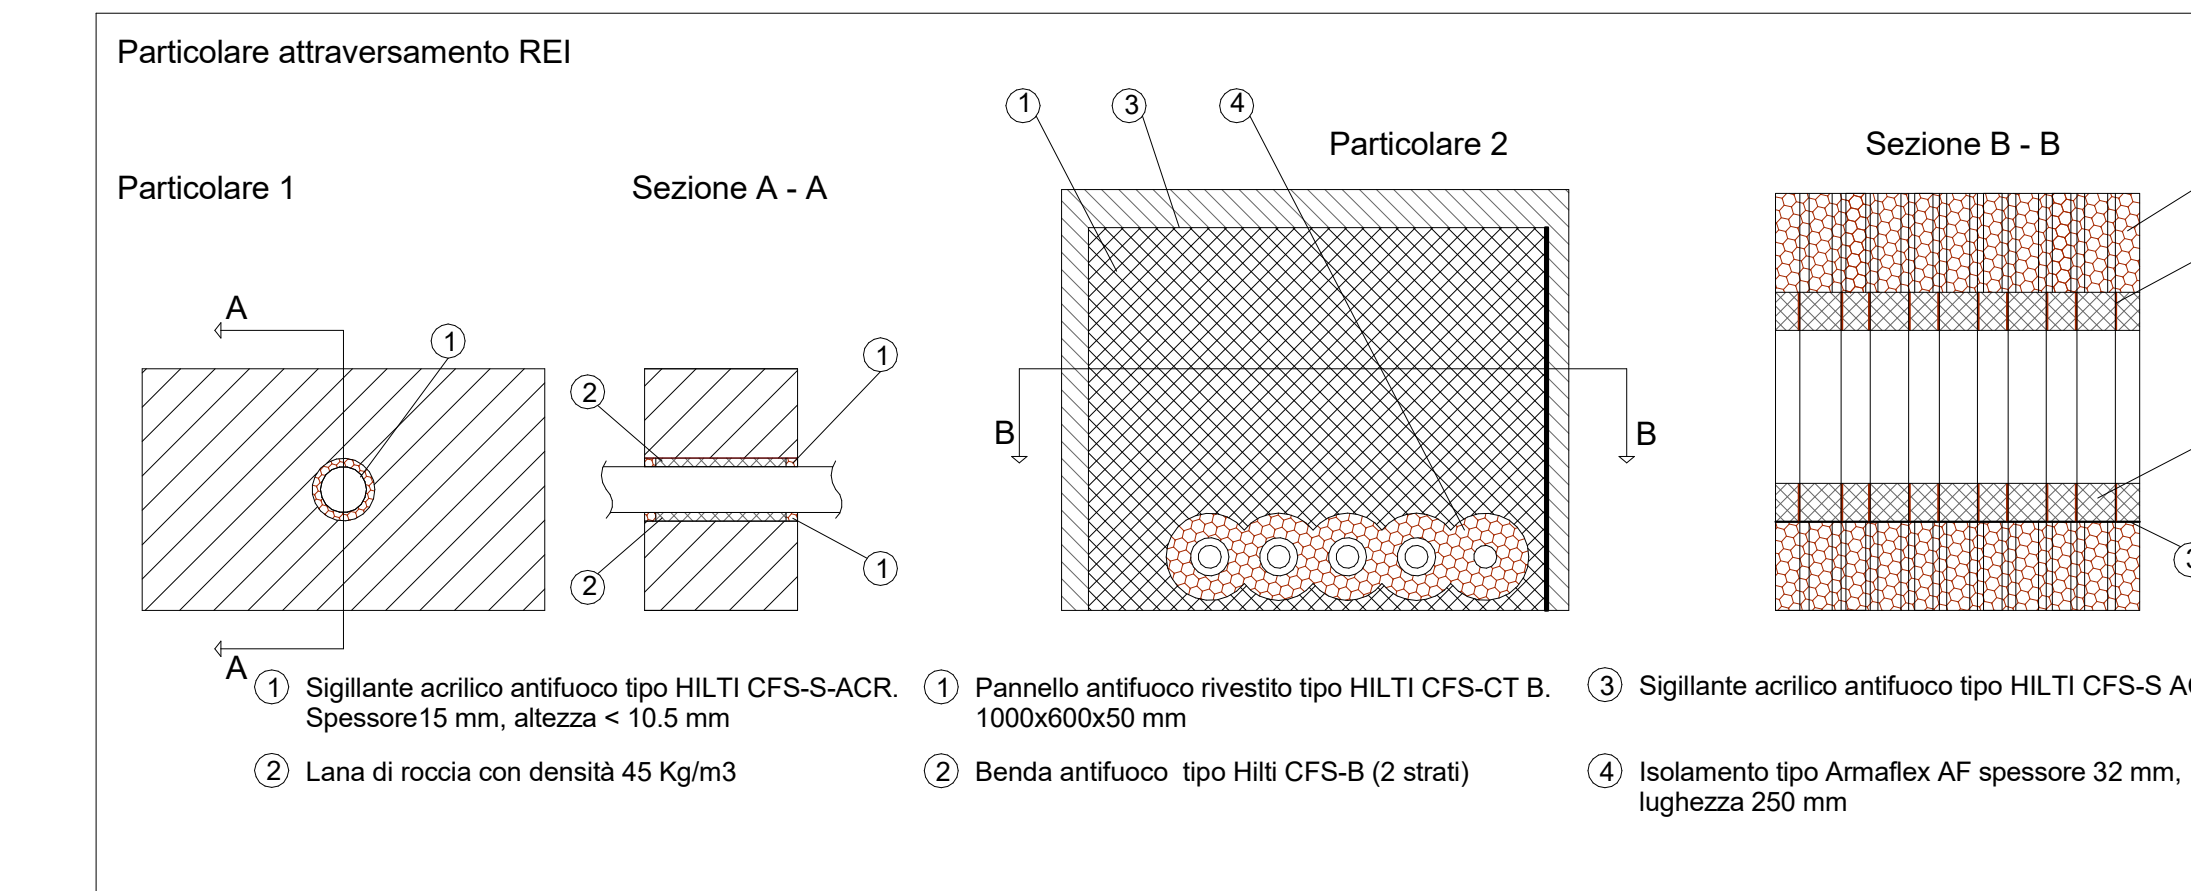 Particolare attraversamento REI
1
3
4
Particolare 2
Sezione B - B
Particolare 1
Sezione A - A
A
1
2
1
B
B
2
1
A
1 Sigillante acrilico antifuoco tipo HILTI CFS-S-ACR.
Spessore15 mm, altezza < 10.5 mm
2 Lana di roccia con densità 45 Kg/m3
1 Pannello antifuoco rivestito tipo HILTI CFS-CT B.
1000x600x50 mm
2 Benda antifuoco tipo Hilti CFS-B (2 strati)
3 Sigillante acrilico antifuoco tipo HILTI CFS-S
4 Isolamento tipo Armaflex AF spessore 32 mm,
lughezza 250 mm